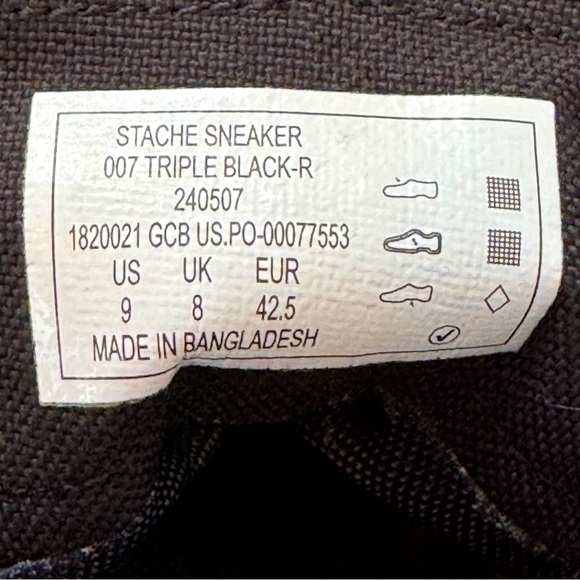 STACHE SNEAKER
007 TRIPLE BLACK-R
240507
1820021 GCB US.PO-00077553
US UK EUR
9 8 42.5
MADE IN BANGLADESH